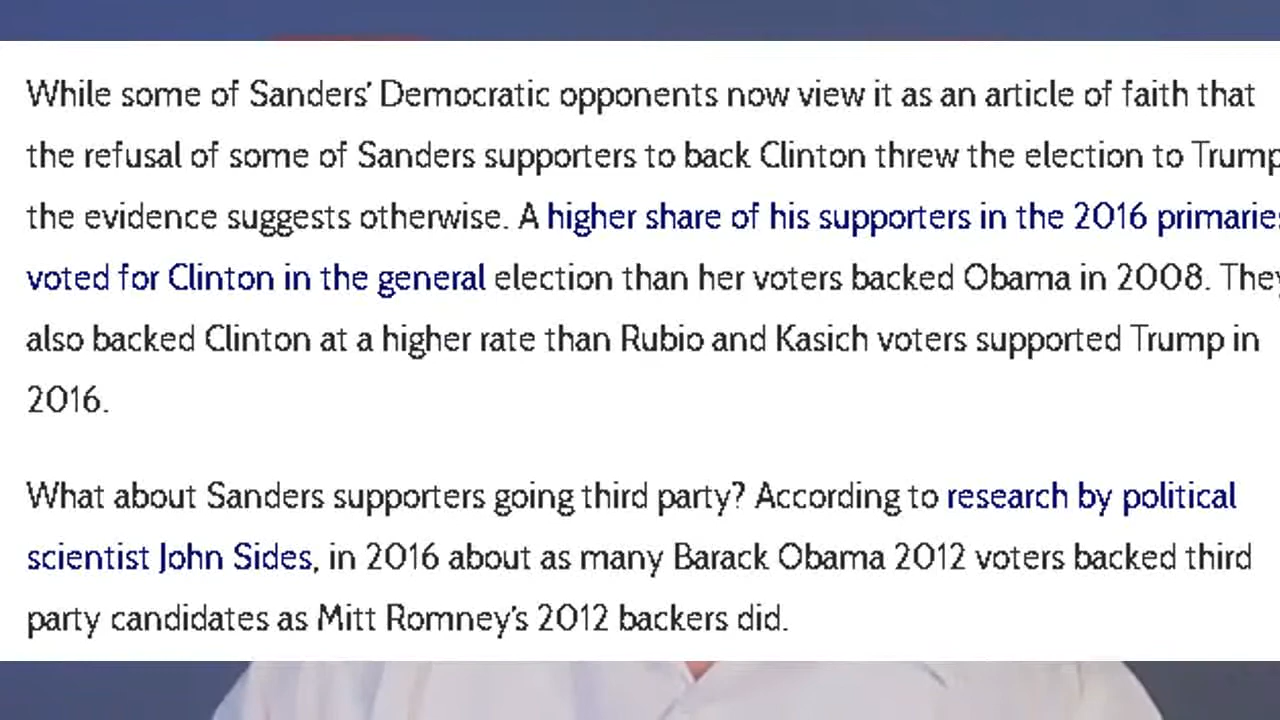 While some of Sanders' Democratic opponents now view it as an article of faith that
the refusal of some of Sanders supporters to back Clinton threw the election to Trump
the evidence suggests otherwise. A higher share of his supporters in the 2016 primaries
voted for Clinton in the general election than her voters backed Obama in 2008. They
also backed Clinton at a higher rate than Rubio and Kasich voters supported Trump in
2016.
What about Sanders supporters going third party? According to research by political
scientist John Sides, in 2016 about as many Barack Obama 2012 voters backed third
party candidates as Mitt Romney's 2012 backers did.